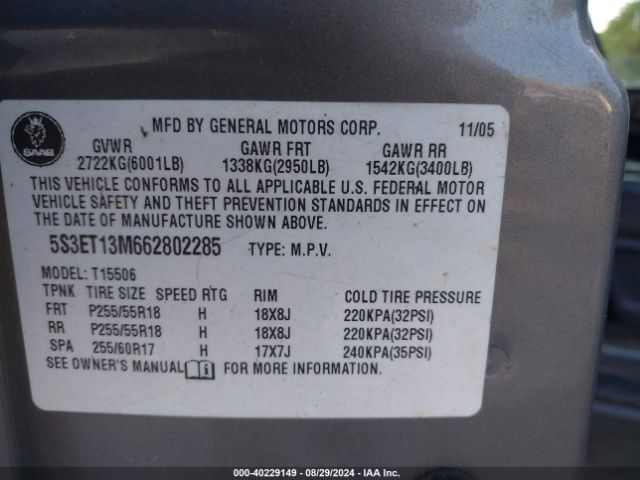 MFD BY GENERAL MOTORS CORP. 11/05
SAAB
GVWR GAWR FRT GAWR RR
2722KG(6001LB) 1338KG(2950LB) 1542KG(3400LB)
THIS VEHICLE CONFORMS TO ALL APPLICABLE U.S. FEDERAL MOTOR
VEHICLE SAFETY AND THEFT PREVENTION STANDARDS IN EFFECT ON
THE DATE OF MANUFACTURE SHOWN ABOVE.
5S3ET13M662802285 TYPE: M.P.V.
MODEL: T15506
TPNK TIRE SIZE SPEED RTG RIM COLD TIRE PRESSURE
FRT P255/55R18 H 18X8J 220KPA(32PSI)
RR P255/55R18 H 18X8J 220KPA(32PSI)
SPA 255/60R17 H 17X7J 240KPA(35PSI)
SEE OWNER'S MANUAL FOR MORE INFORMATION.
000-40229149 - 08/29/2024 - IAA Inc.